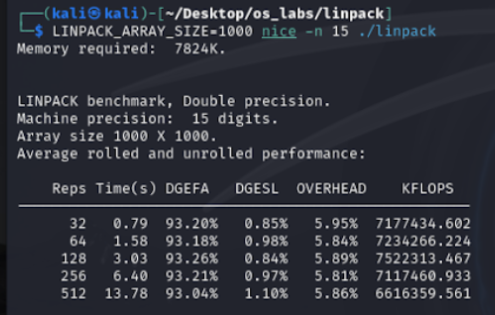 (kali㉿kali)-[~/Desktop/os_labs/linpack]
$ LINPACK_ARRAY_SIZE=1000 nice -n 15 ./linpack
Memory required:  7824K.
LINPACK benchmark, Double precision.
Machine precision:  15 digits.
Array size 1000 X 1000.
Average rolled and unrolled performance:
Reps Time(s) DGEFA   DGESL  OVERHEAD    KFLOPS
32   0.79  93.20%   0.85%   5.95%  7177434.602
64   1.58  93.18%   0.98%   5.84%  7234266.224
128   3.03  93.26%   0.84%   5.89%  7522313.467
256   6.40  93.21%   0.97%   5.81%  7117460.933
512  13.78  93.04%   1.10%   5.86%  6616359.561